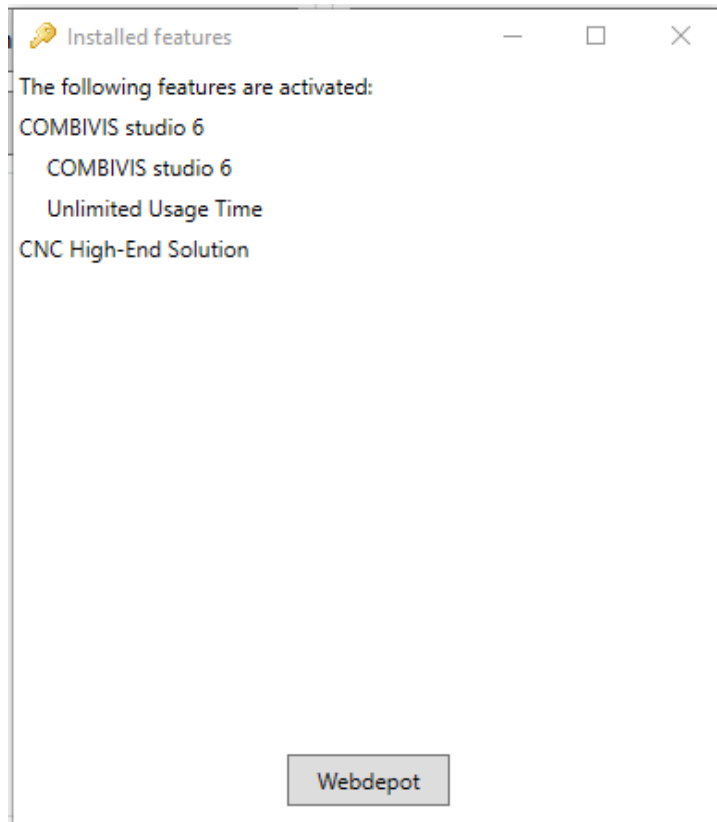 Installed features
The following features are activated:
COMBIVIS studio 6
COMBIVIS studio 6
Unlimited Usage Time
CNC High-End Solution
Webdepot